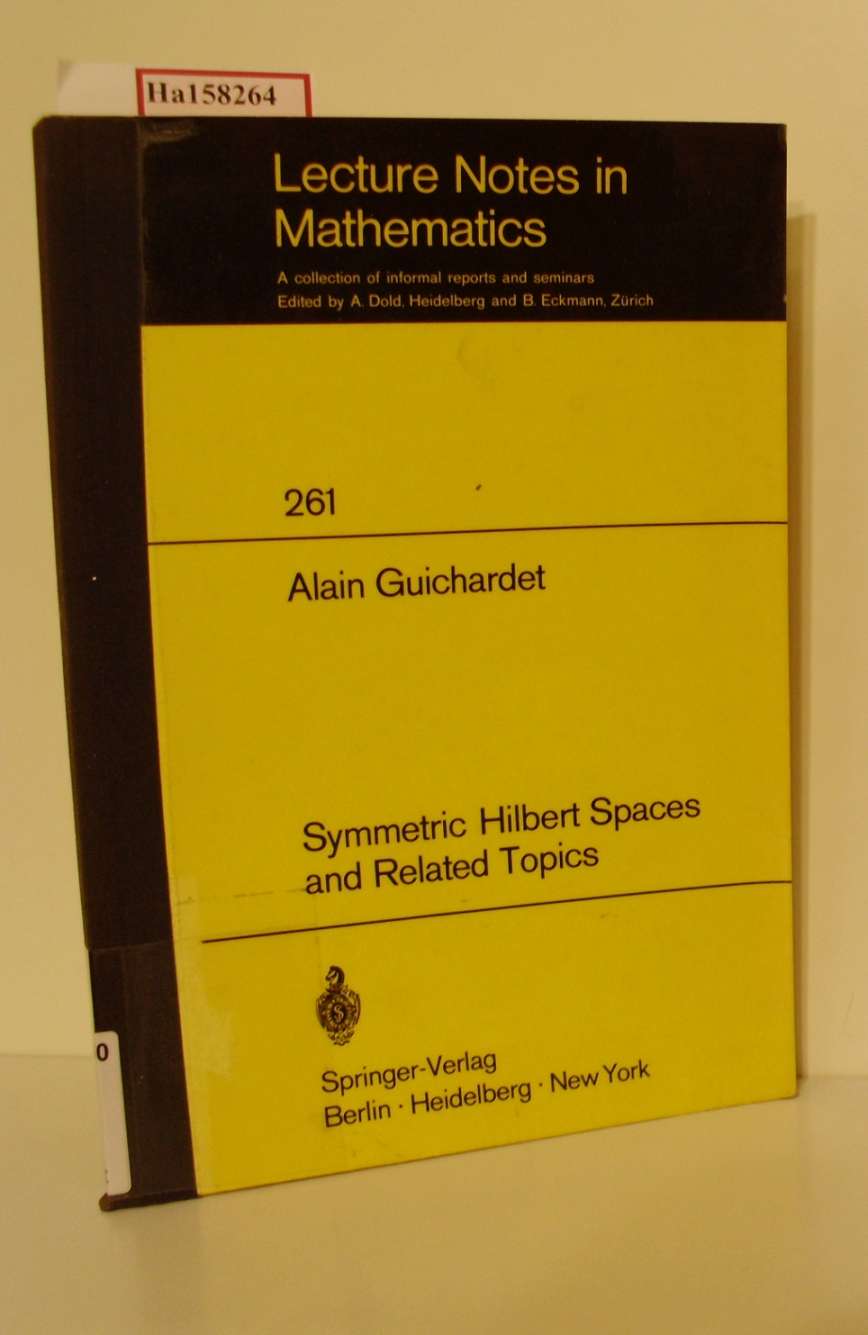 Ha158264
Lecture Notes in
Mathematics
A collection of informal reports and seminars
Edited by A. Dold, Heidelberg and B. Eckmann, Zürich
261
Alain Guichardet
Symmetric Hilbert Spaces
and Related Topics
S
Springer-Verlag
Berlin · Heidelberg · New York
0